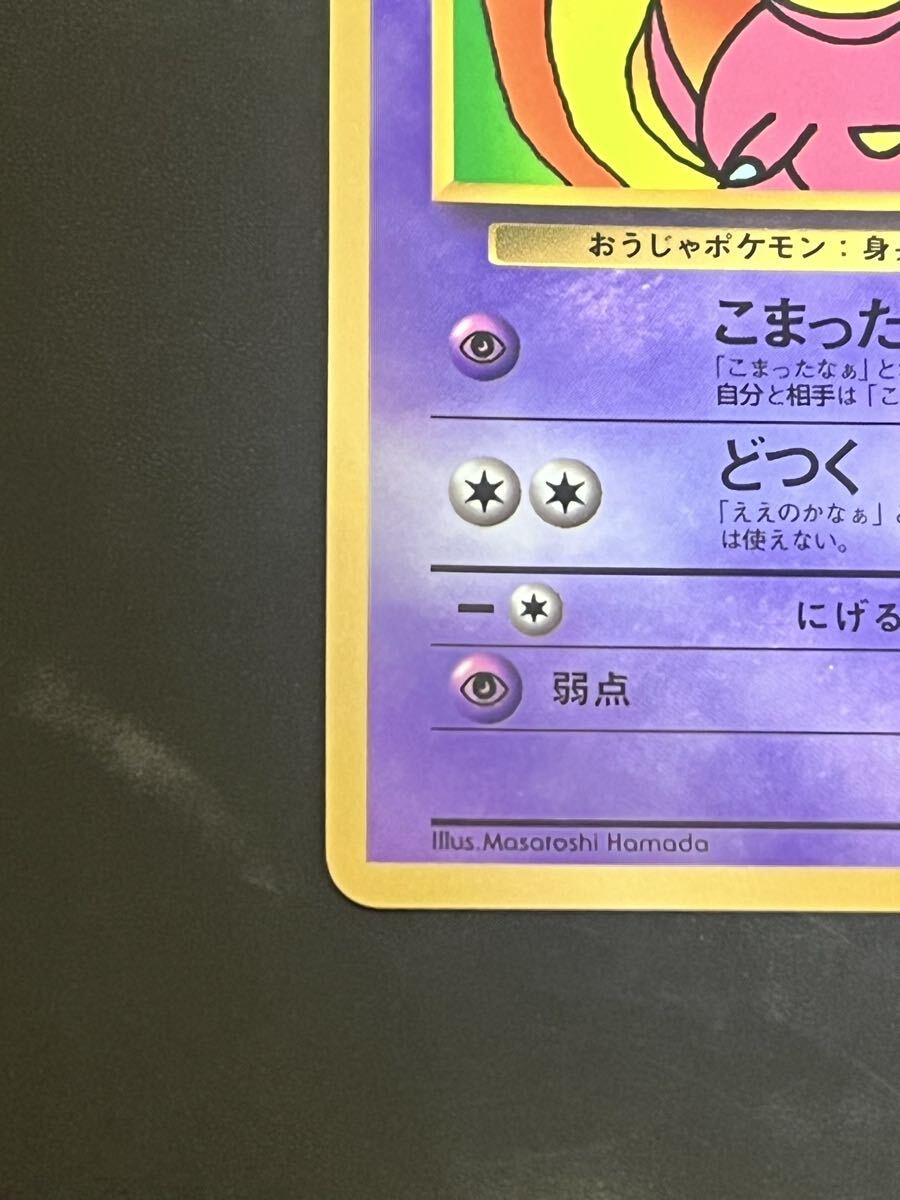 おうじゃポケモン：身
こまった
「こまったなぁ」と
自分と相手は「こ
どつく
「ええのかなぁ」
は使えない。
にげる
弱点
Illus. Masatoshi Hamada